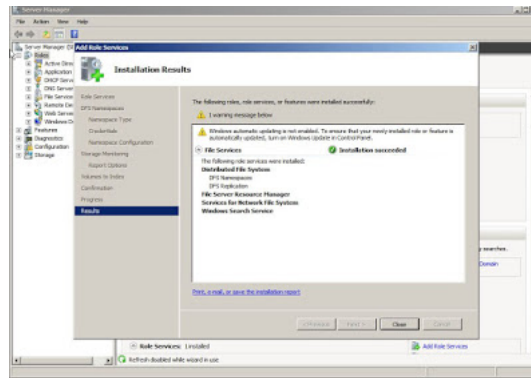 Server Manager
File Action View Help
Server Manager
Roles
Active Dire
Application
DHCP Serve
DNS Server
File Service
Remote De
Web Serve
Windows D
Features
Diagnostics
Configuration
Storage
Add Role Services
Installation Results
Role Services
DFS Namespaces
Namespace Type
Credentials
Namespace Configuration
Storage Monitoring
Report Options
Volumes to Index
Confirmation
Progress
Results
The following roles, role services, or features were installed successfully:
1 warning message below
Windows automatic updating is not enabled. To ensure that your newly-installed role or feature is
automatically updated, turn on Windows Update in Control Panel.
File Services
Installation succeeded
The following role services were installed:
Distributed File System
DFS Namespaces
DFS Replication
File Server Resource Manager
Services for Network File System
Windows Search Service
Print, e-mail, or save the installation report
< Previous
Next >
Close
Cancel
searches.
Domain
Role Services: 1 installed
Add Role Services
Refresh disabled while wizard in use